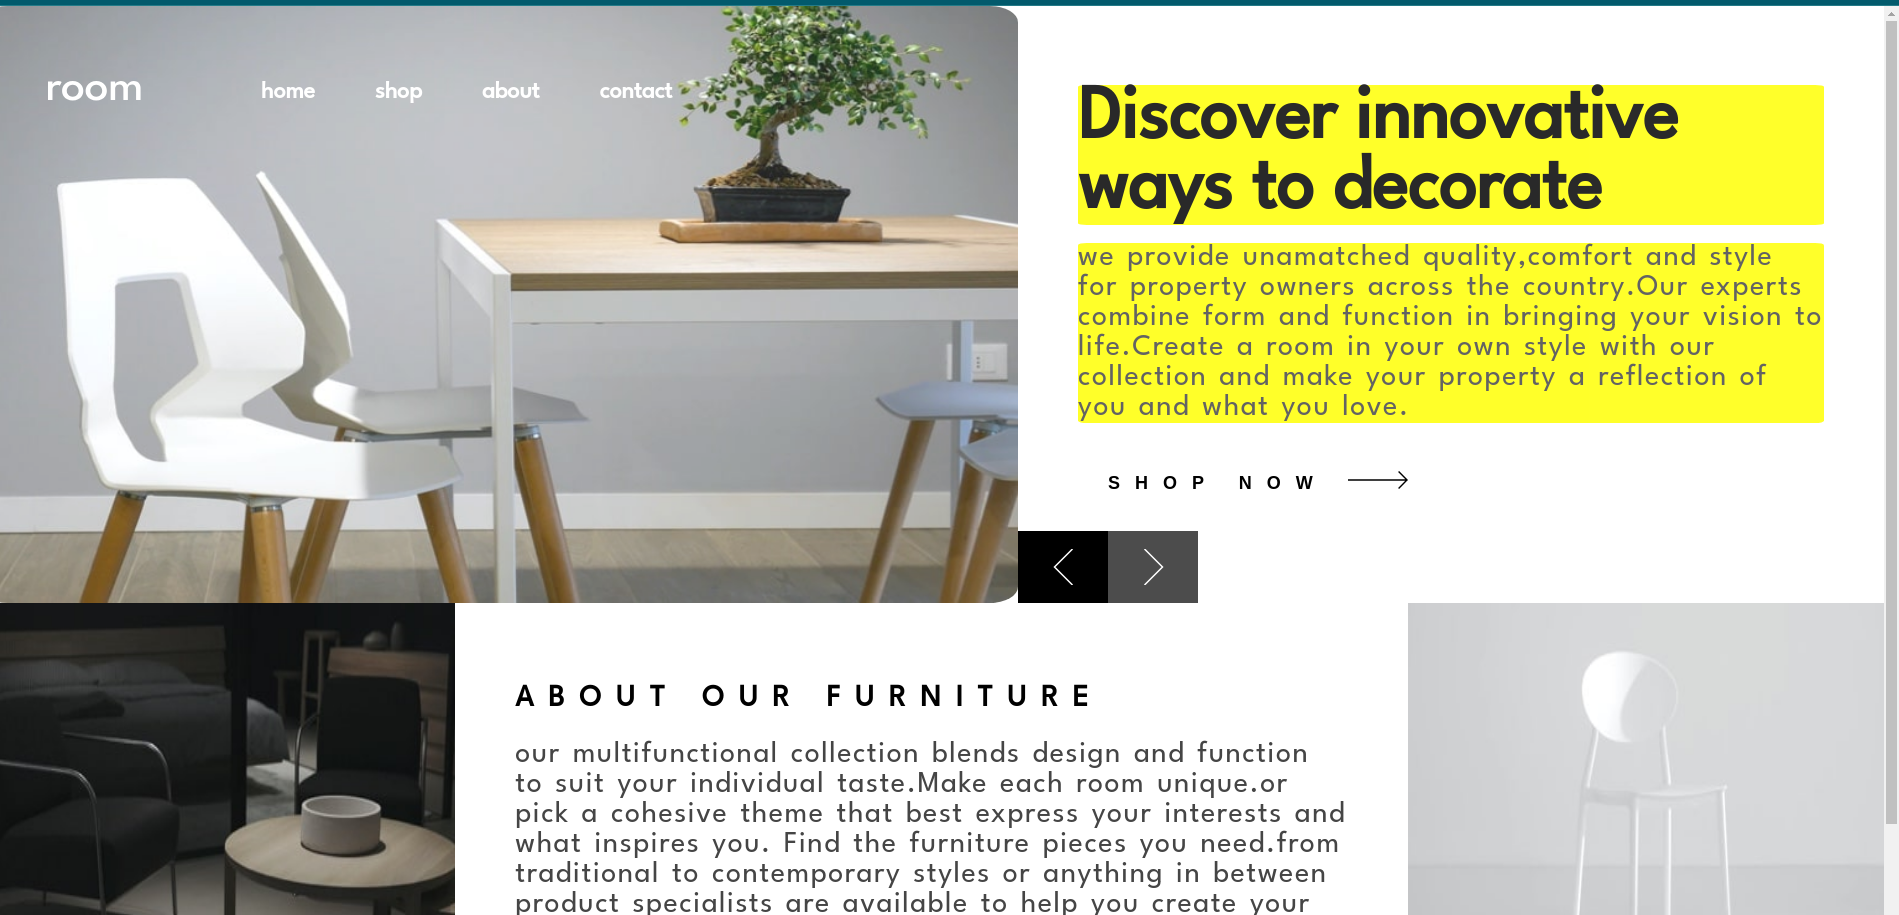 room
home shop about contact
Discover innovative
ways to decorate
we provide unamatched quality,comfort and style
for property owners across the country.Our experts
combine form and function in bringing your vision to
life.Create a room in your own style with our
collection and make your property a reflection of
you and what you love.
SHOP NOW
ABOUT OUR FURNITURE
our multifunctional collection blends design and function
to suit your individual taste.Make each room unique.or
pick a cohesive theme that best express your interests and
what inspires you. Find the furniture pieces you need.from
traditional to contemporary styles or anything in between
product specialists are available to help you create your